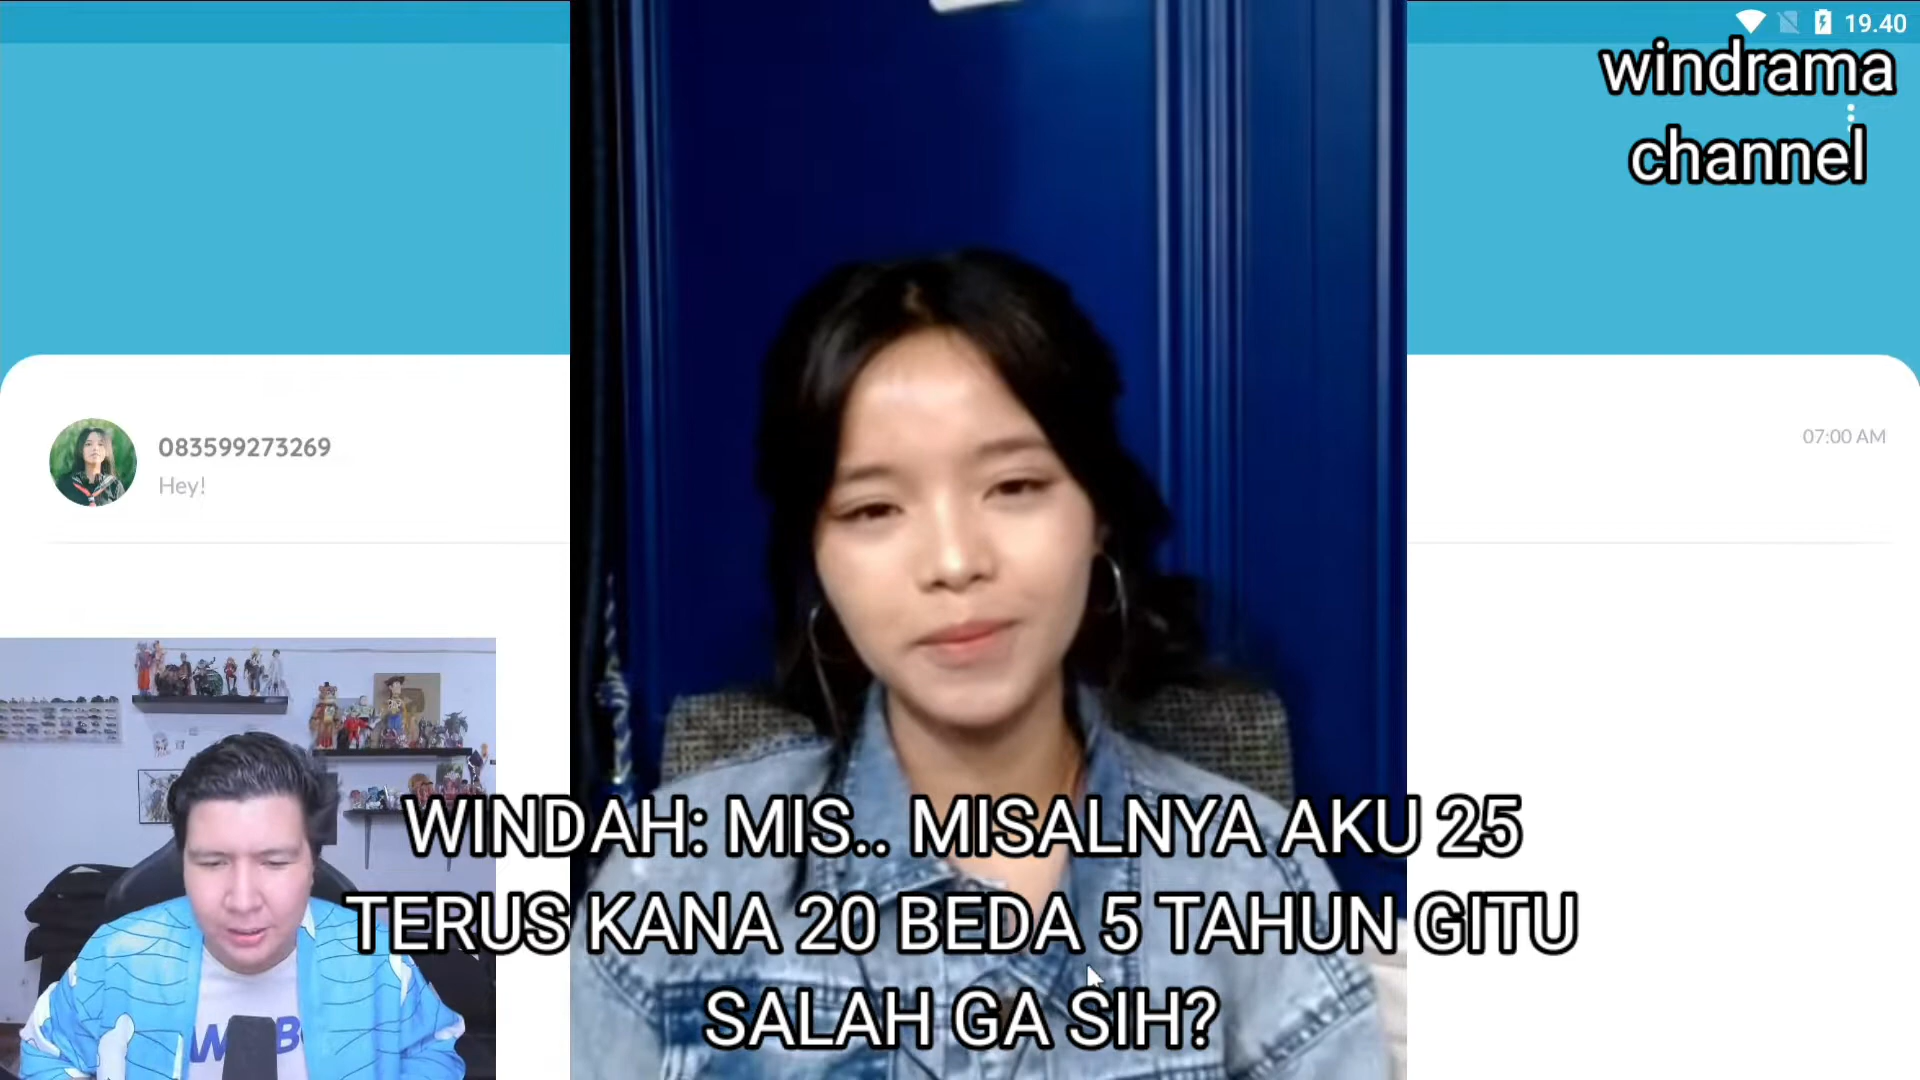 19.40
windrama
channel
083599273269
07:00 AM
Hey!
WINDAH: MIS.. MISALNYA AKU 25
TERUS KANA 20 BEDA 5 TAHUN GITU
SALAH GA SIH?